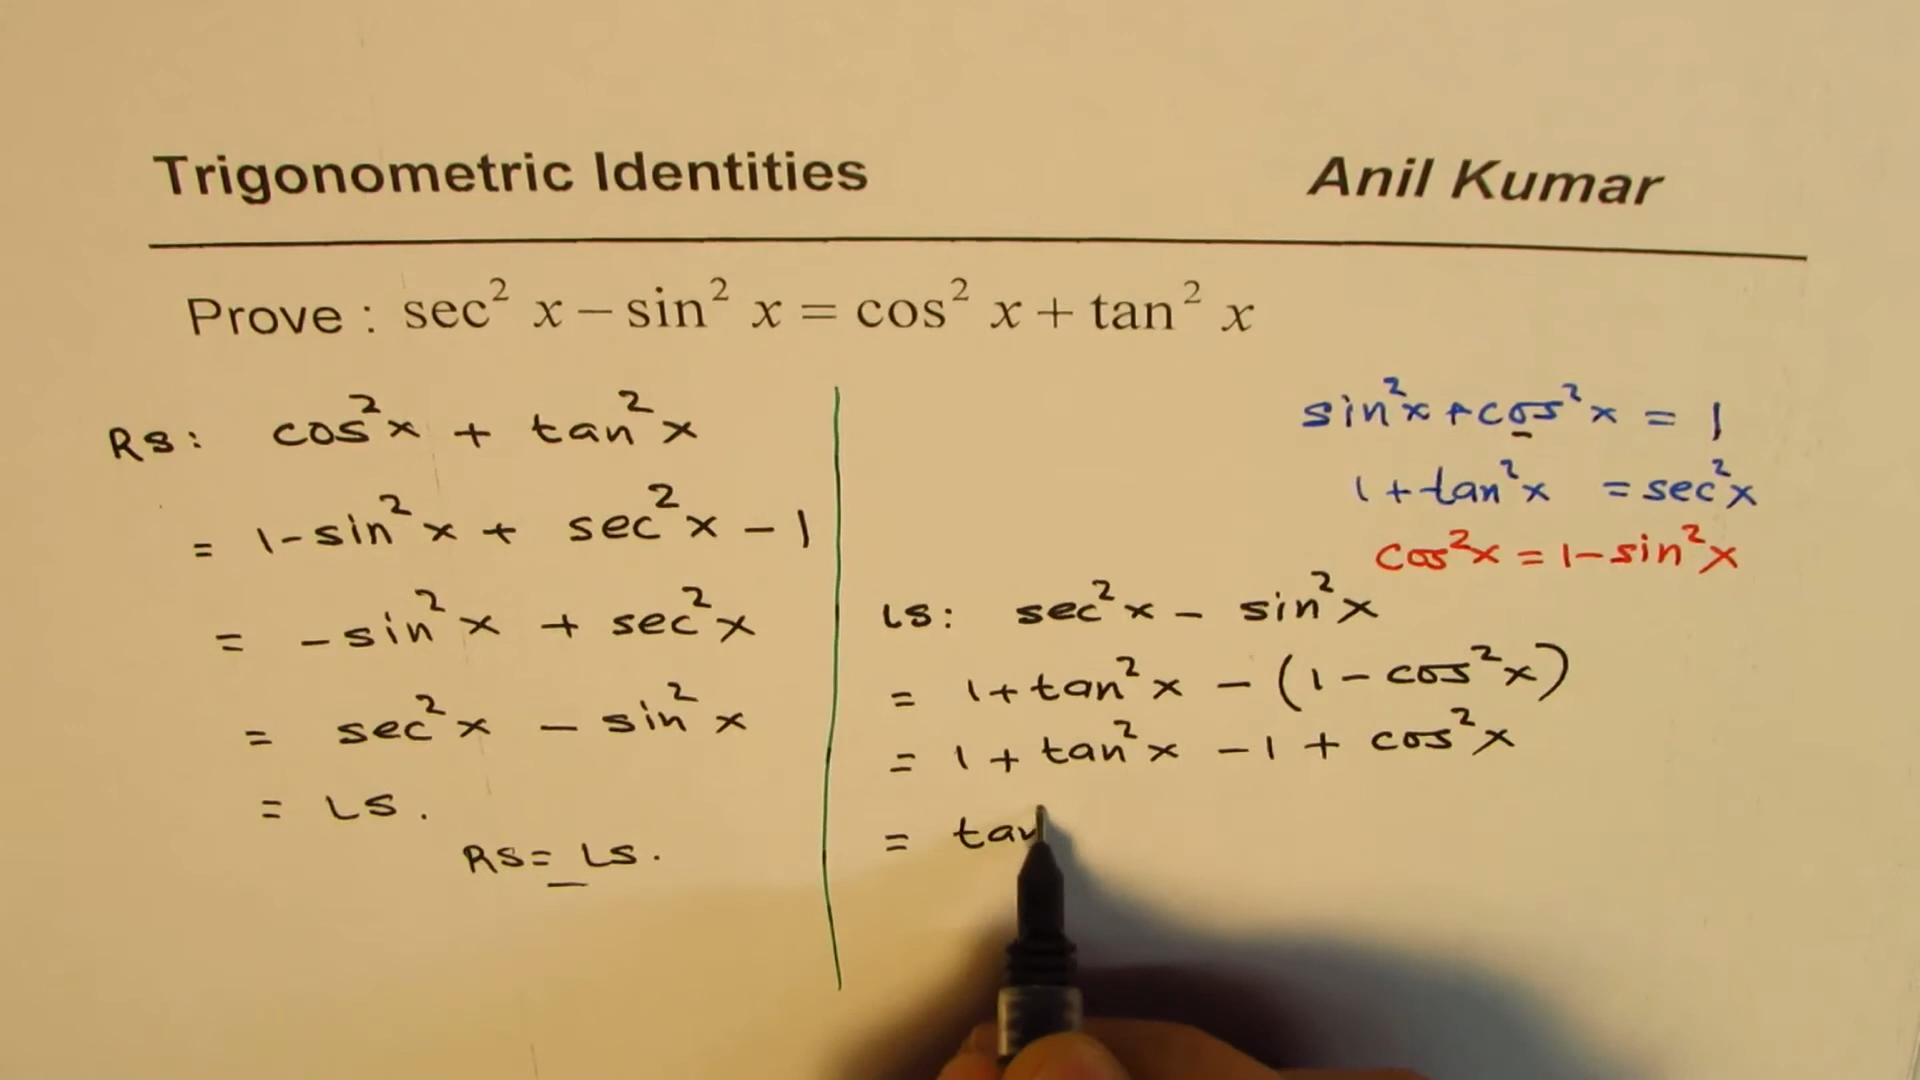 Trigonometric Identities Anil Kumar
Prove : sec² x − sin² x = cos² x + tan² x
RS: cos²x + tan²x
= 1 - sin²x + sec²x - 1
= - sin²x + sec²x
= sec²x - sin²x
= LS.
RS = LS.
sin²x + cos²x = 1
1 + tan²x = sec²x
cos²x = 1 - sin²x
LS: sec²x - sin²x
= 1 + tan²x - (1 - cos²x)
= 1 + tan²x - 1 + cos²x
= tan